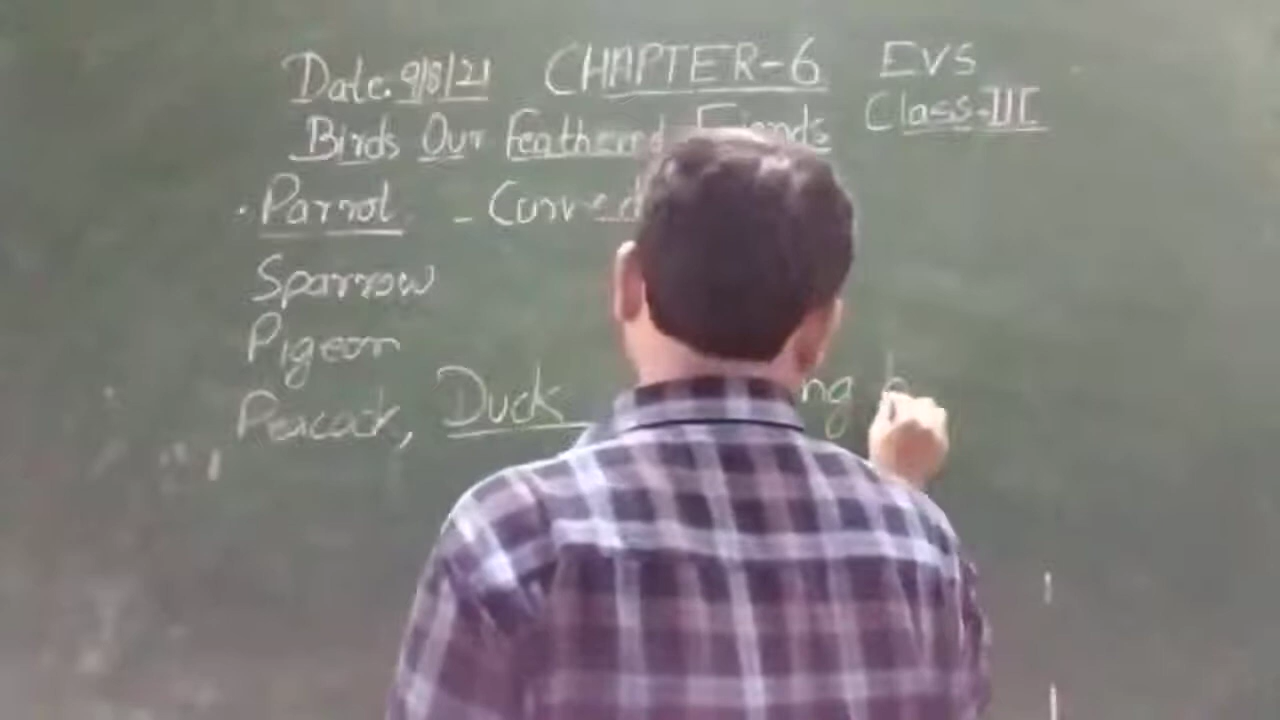 Date. 9/8/21 CHAPTER-6 EVS
Class-III
Birds Our Feathered Friends
. Parrot - Curved
Sparrow
Pigeon
Peacock, Duck